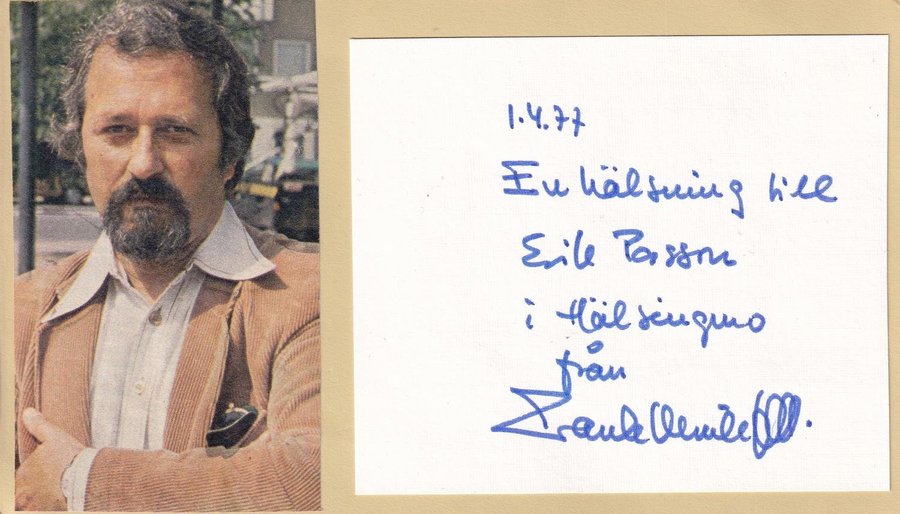 1.4.77
En hälsning till
Erik Persson
i Hälsingmo
från